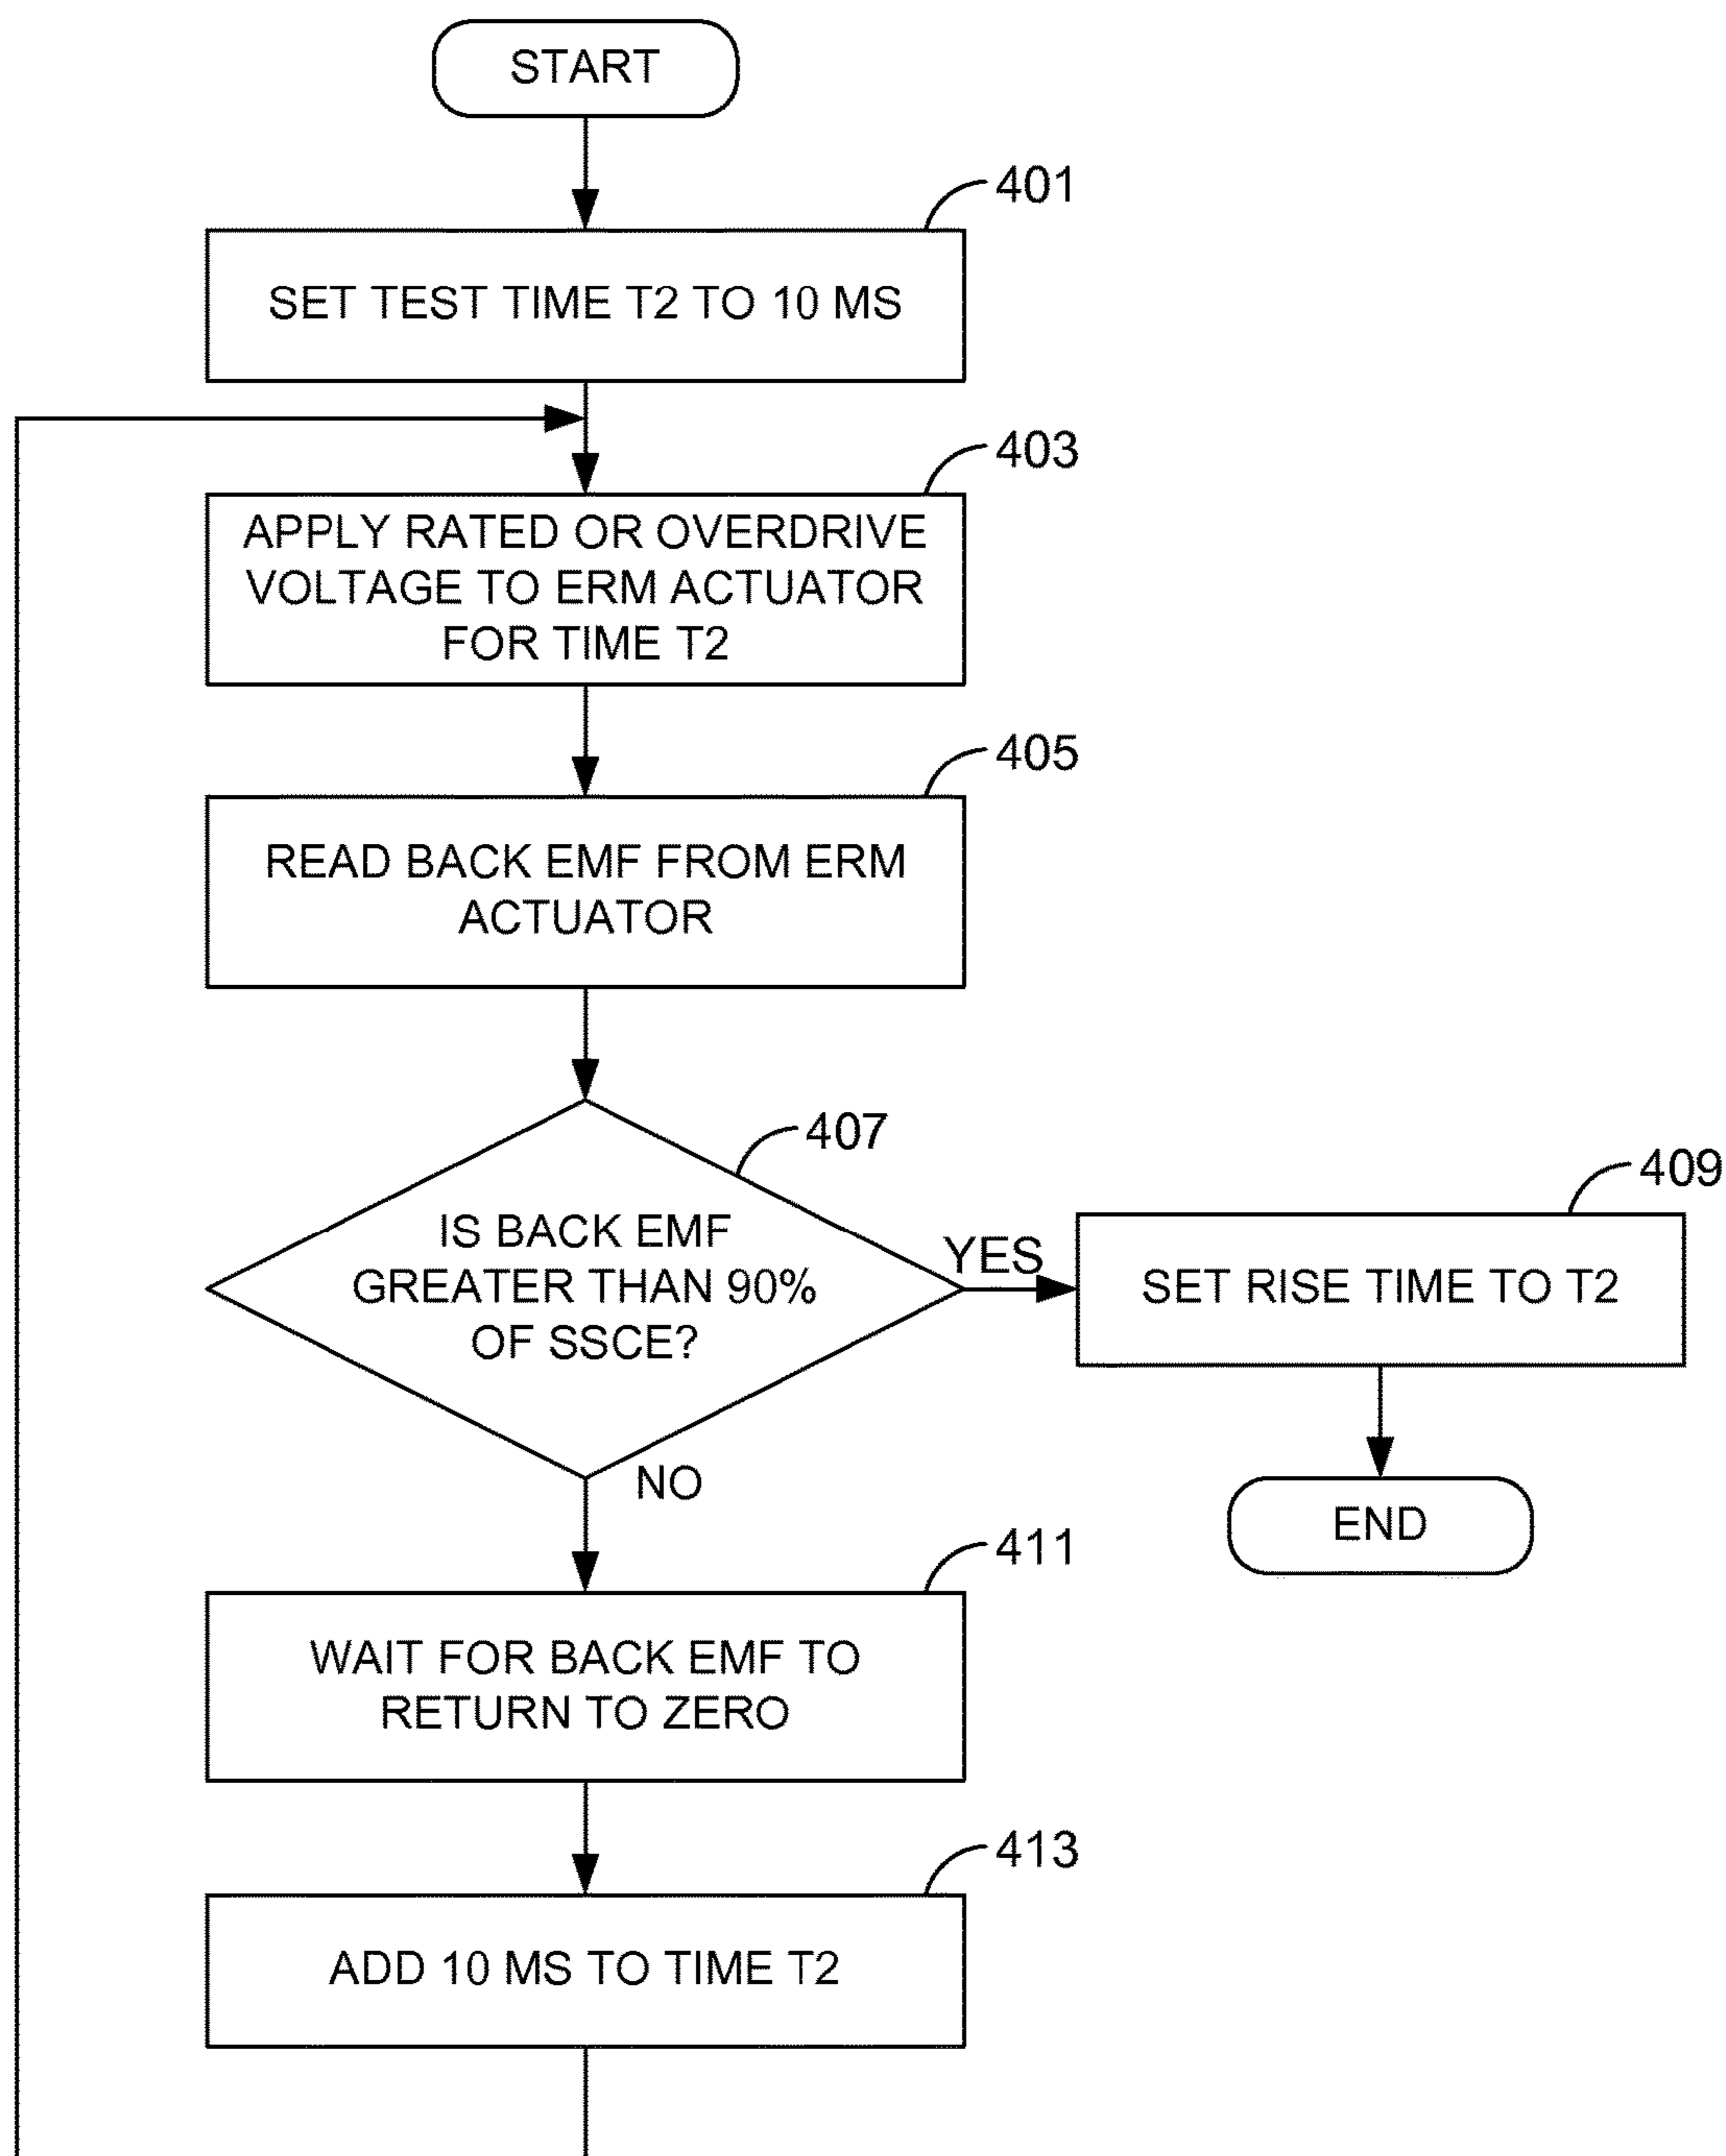 START
401
SET TEST TIME T2 TO 10 MS
403
APPLY RATED OR OVERDRIVE
VOLTAGE TO ERM ACTUATOR
FOR TIME T2
405
READ BACK EMF FROM ERM
ACTUATOR
407
IS BACK EMF
GREATER THAN 90%
OF SSCE?
YES
409
SET RISE TIME TO T2
END
NO
411
WAIT FOR BACK EMF TO
RETURN TO ZERO
413
ADD 10 MS TO TIME T2